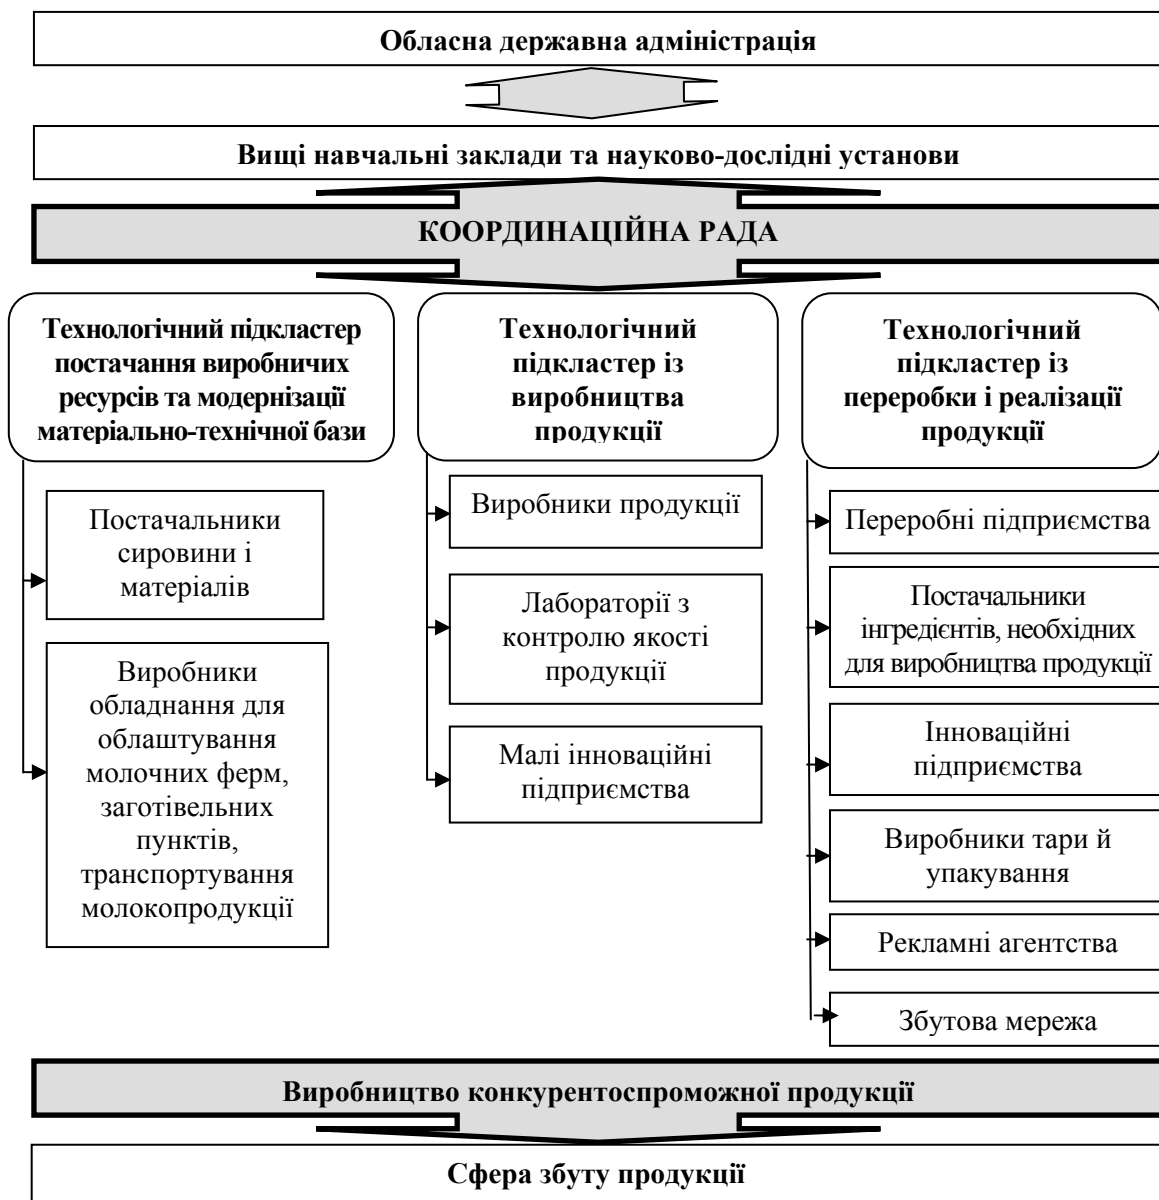 Обласна державна адміністрація
Вищі навчальні заклади та науково-дослідні установи
КООРДИНАЦІЙНА РАДА
Технологічний підкластер
постачання виробничих
ресурсів та модернізації
матеріально-технічної бази
Постачальники
сировини і
матеріалів
Виробники
обладнання для
облаштування
молочних ферм,
заготівельних
пунктів,
транспортування
молокопродукції
Технологічний
підкластер із
виробництва
продукції
Виробники продукції
Лабораторії з
контролю якості
продукції
Малі інноваційні
підприємства
Технологічний
підкластер із
переробки і реалізації
продукції
Переробні підприємства
Постачальники
інгредієнтів, необхідних
для виробництва продукції
Інноваційні
підприємства
Виробники тари й
упакування
Рекламні агентства
Збутова мережа
Виробництво конкурентоспроможної продукції
Сфера збуту продукції